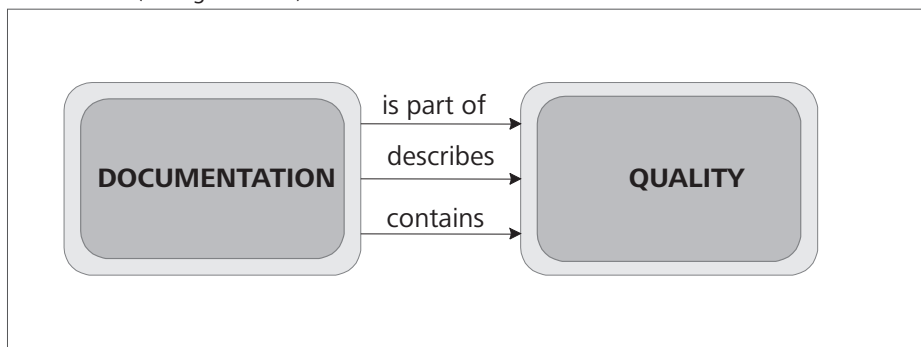 is part of
describes
DOCUMENTATION
QUALITY
contains